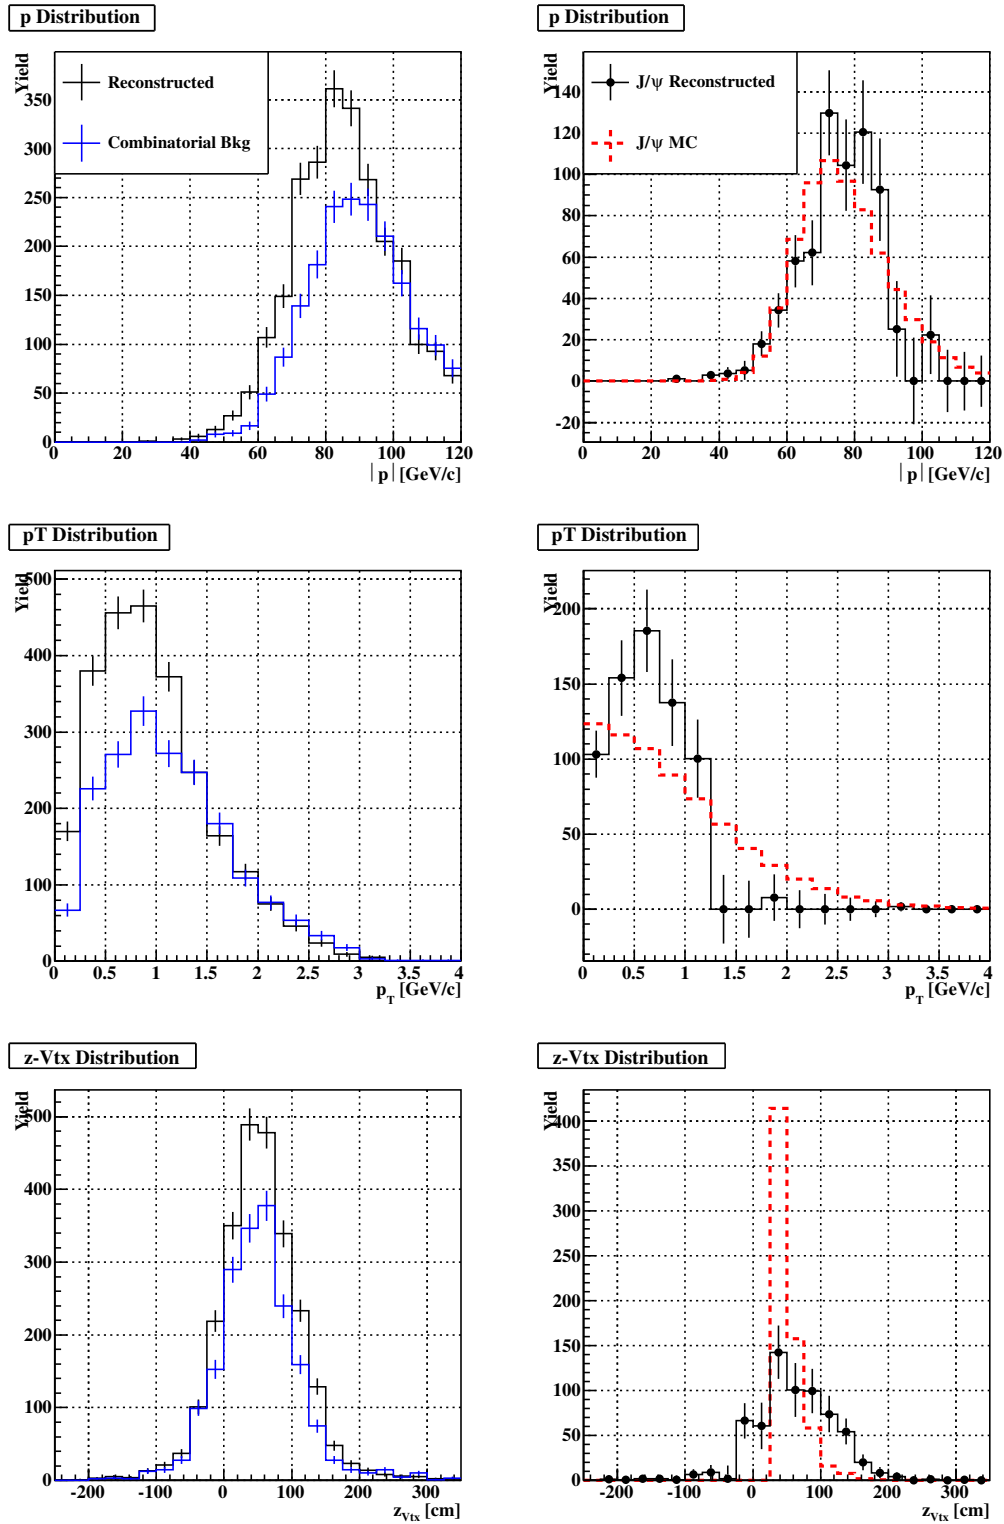 p Distribution
Yield
350
300
250
200
150
100
50
0
Reconstructed
Combinatorial Bkg
0 20 40 60 80 100 120
|p| [GeV/c]
p Distribution
Yield
140
120
100
80
60
40
20
0
-20
J/ψ Reconstructed
J/ψ MC
0 20 40 60 80 100 120
|p| [GeV/c]
pT Distribution
Yield
500
400
300
200
100
0
0 0.5 1 1.5 2 2.5 3 3.5 4
p_T [GeV/c]
pT Distribution
Yield
200
150
100
50
0
0 0.5 1 1.5 2 2.5 3 3.5 4
p_T [GeV/c]
z-Vtx Distribution
Yield
500
400
300
200
100
0
-200 -100 0 100 200 300
z_Vtx [cm]
z-Vtx Distribution
Yield
400
350
300
250
200
150
100
50
0
-200 -100 0 100 200 300
z_Vtx [cm]